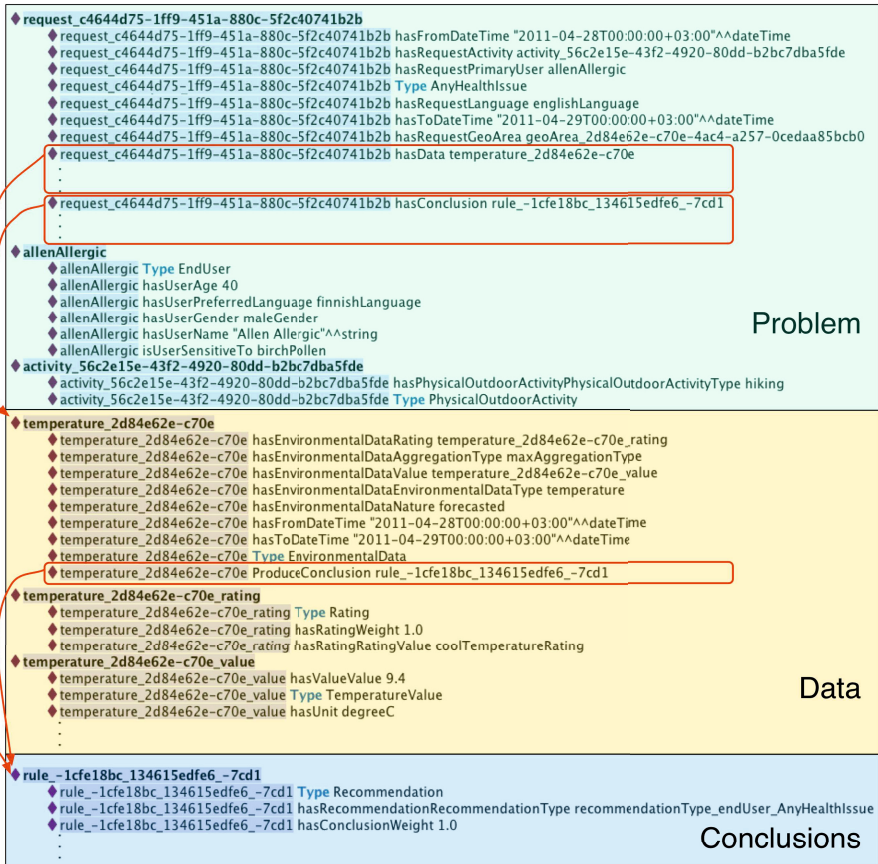 request_c4644d75-1ff9-451a-880c-5f2c40741b2b
request_c4644d75-1ff9-451a-880c-5f2c40741b2b hasFromDateTime "2011-04-28T00:00:00+03:00"^^dateTime
request_c4644d75-1ff9-451a-880c-5f2c40741b2b hasRequestActivity activity_56c2e15e-43f2-4920-80dd-b2bc7dba5fde
request_c4644d75-1ff9-451a-880c-5f2c40741b2b hasRequestPrimaryUser allenAllergic
request_c4644d75-1ff9-451a-880c-5f2c40741b2b Type AnyHealthIssue
request_c4644d75-1ff9-451a-880c-5f2c40741b2b hasRequestLanguage englishLanguage
request_c4644d75-1ff9-451a-880c-5f2c40741b2b hasToDateTime "2011-04-29T00:00:00+03:00"^^dateTime
request_c4644d75-1ff9-451a-880c-5f2c40741b2b hasRequestGeoArea geoArea_2d84e62e-c70e-4ac4-a257-0cedaa85bcb0
request_c4644d75-1ff9-451a-880c-5f2c40741b2b hasData temperature_2d84e62e-c70e
.
.
.
request_c4644d75-1ff9-451a-880c-5f2c40741b2b hasConclusion rule_-1cfe18bc_134615edfe6_-7cd1
.
.
.
allenAllergic
allenAllergic Type EndUser
allenAllergic hasUserAge 40
allenAllergic hasUserPreferredLanguage finnishLanguage
allenAllergic hasUserGender maleGender
allenAllergic hasUserName "Allen Allergic"^^string
allenAllergic isUserSensitiveTo birchPollen
Problem
activity_56c2e15e-43f2-4920-80dd-b2bc7dba5fde
activity_56c2e15e-43f2-4920-80dd-b2bc7dba5fde hasPhysicalOutdoorActivityPhysicalOutdoorActivityType hiking
activity_56c2e15e-43f2-4920-80dd-b2bc7dba5fde Type PhysicalOutdoorActivity
temperature_2d84e62e-c70e
temperature_2d84e62e-c70e hasEnvironmentalDataRating temperature_2d84e62e-c70e_rating
temperature_2d84e62e-c70e hasEnvironmentalDataAggregationType maxAggregationType
temperature_2d84e62e-c70e hasEnvironmentalDataValue temperature_2d84e62e-c70e_value
temperature_2d84e62e-c70e hasEnvironmentalDataEnvironmentalDataType temperature
temperature_2d84e62e-c70e hasEnvironmentalDataNature forecasted
temperature_2d84e62e-c70e hasFromDateTime "2011-04-28T00:00:00+03:00"^^dateTime
temperature_2d84e62e-c70e hasToDateTime "2011-04-29T00:00:00+03:00"^^dateTime
temperature_2d84e62e-c70e Type EnvironmentalData
temperature_2d84e62e-c70e ProduceConclusion rule_-1cfe18bc_134615edfe6_-7cd1
temperature_2d84e62e-c70e_rating
temperature_2d84e62e-c70e_rating Type Rating
temperature_2d84e62e-c70e_rating hasRatingWeight 1.0
temperature_2d84e62e-c70e_rating hasRatingRatingValue coolTemperatureRating
temperature_2d84e62e-c70e_value
temperature_2d84e62e-c70e_value hasValueValue 9.4
temperature_2d84e62e-c70e_value Type TemperatureValue
temperature_2d84e62e-c70e_value hasUnit degreeC
Data
.
.
.
rule_-1cfe18bc_134615edfe6_-7cd1
rule_-1cfe18bc_134615edfe6_-7cd1 Type Recommendation
rule_-1cfe18bc_134615edfe6_-7cd1 hasRecommendationRecommendationType recommendationType_endUser_AnyHealthIssue
rule_-1cfe18bc_134615edfe6_-7cd1 hasConclusionWeight 1.0
.
.
.
Conclusions